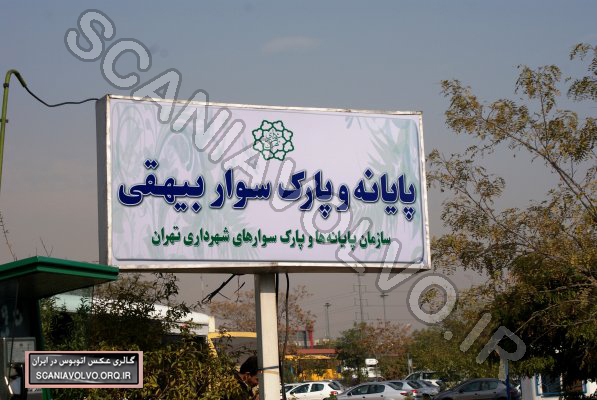 پایانه و پارک سوار بیهقی
سازمان پایانه ها و پارک سوارهای شهرداری تهران
SCANIAVOLVO.IR
گالری عکس اتوبوس در ایران
SCANIAVOLVO.ORQ.IR